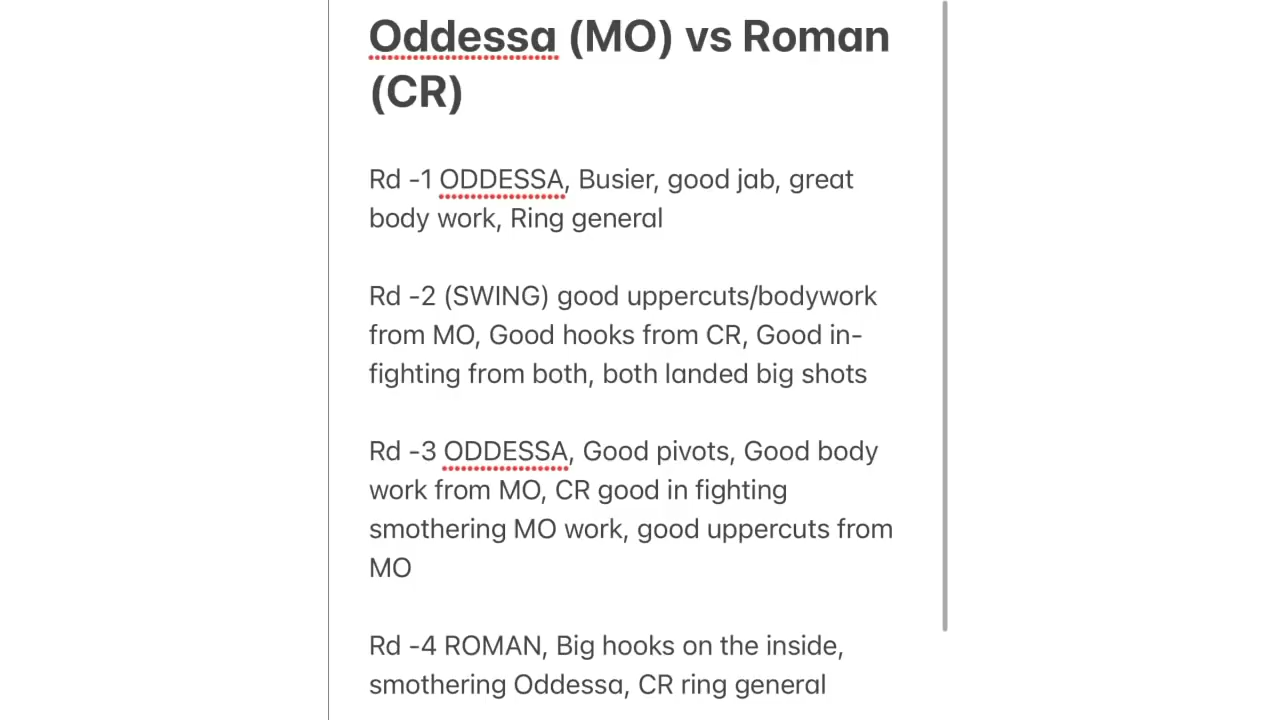 Oddessa (MO) vs Roman
(CR)
Rd -1 ODDESSA, Busier, good jab, great
body work, Ring general
Rd -2 (SWING) good uppercuts/bodywork
from MO, Good hooks from CR, Good in-
fighting from both, both landed big shots
Rd -3 ODDESSA, Good pivots, Good body
work from MO, CR good in fighting
smothering MO work, good uppercuts from
MO
Rd -4 ROMAN, Big hooks on the inside,
smothering Oddessa, CR ring general